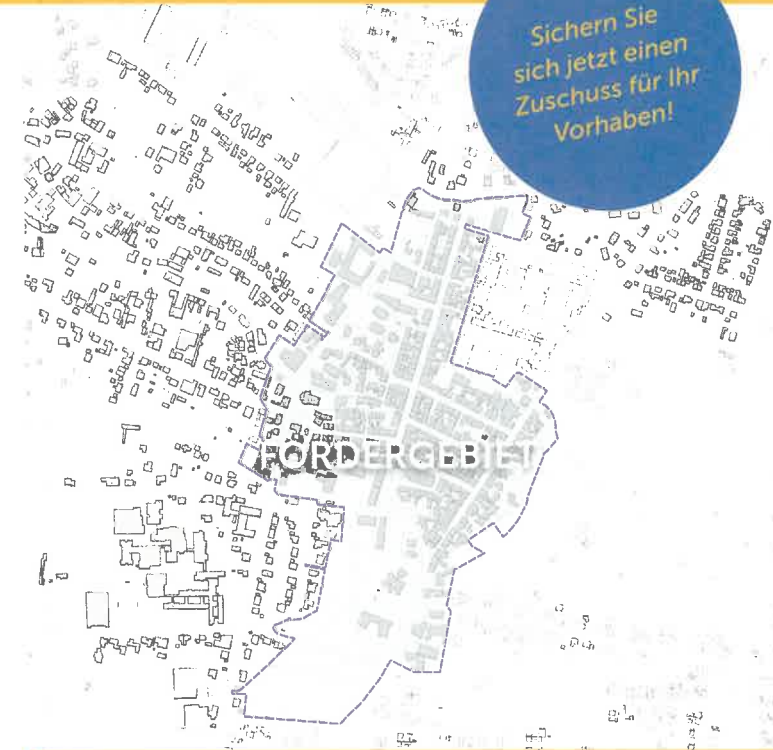 Sichern Sie
sich jetzt einen
Zuschuss für Ihr
Vorhaben!
FÖRDERGEBIET